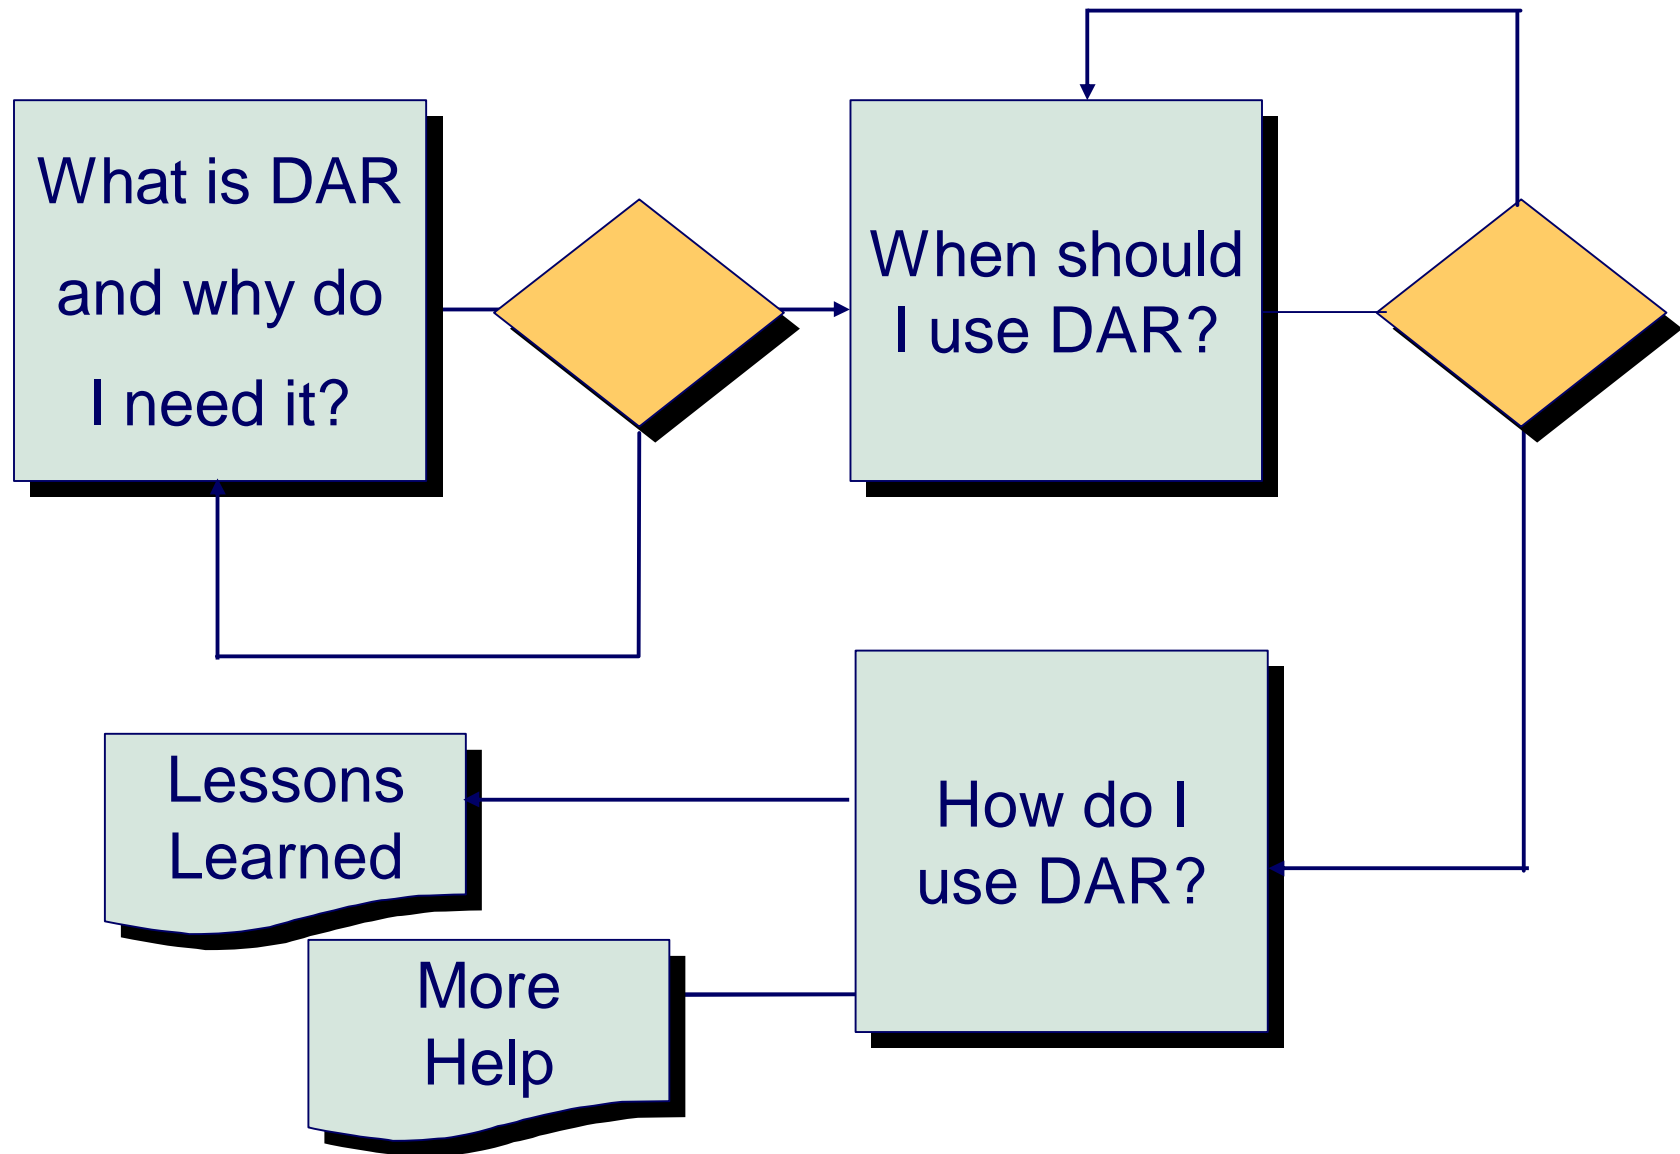 What is DAR
and why do
I need it?
When should
I use DAR?
How do I
use DAR?
Lessons
Learned
More
Help